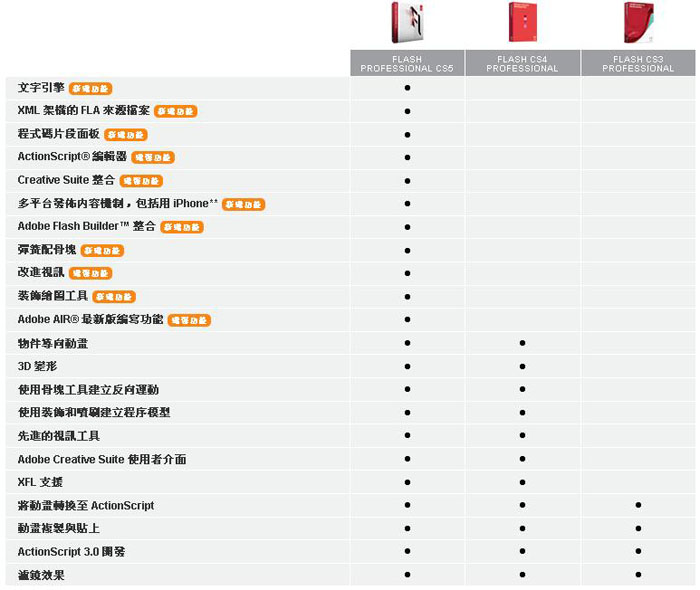 FLASH
PROFESSIONAL CS5
FLASH CS4
PROFESSIONAL
FLASH CS3
PROFESSIONAL
文字引擎 新增功能
XML 架構的 FLA 來源檔案 新增功能
程式碼片段面板 新增功能
ActionScript® 編輯器 增強功能
Creative Suite 整合 增強功能
多平台發佈內容機制，包括用 iPhone** 新增功能
Adobe Flash Builder™ 整合 新增功能
彈簧配骨塊 新增功能
改進視訊 增強功能
裝飾繪圖工具 新增功能
Adobe AIR® 最新版編寫功能 增強功能
物件導向動畫
3D 變形
使用骨塊工具建立反向運動
使用裝飾和噴刷建立程序模型
先進的視訊工具
Adobe Creative Suite 使用者介面
XFL 支援
將動畫轉換至 ActionScript
動畫複製與貼上
ActionScript 3.0 開發
濾鏡效果